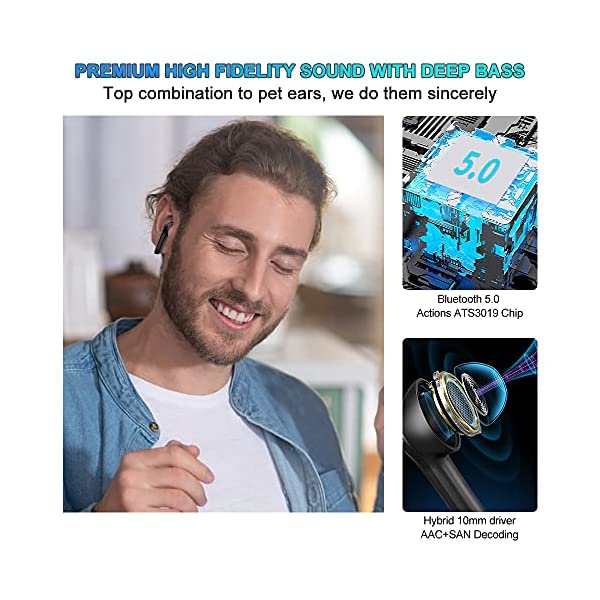 PREMIUM HIGH FIDELITY SOUND WITH DEEP BASS
Top combination to pet ears, we do them sincerely
5.0
Bluetooth 5.0
Actions ATS3019 Chip
Hybrid 10mm driver
AAC+SAN Decoding